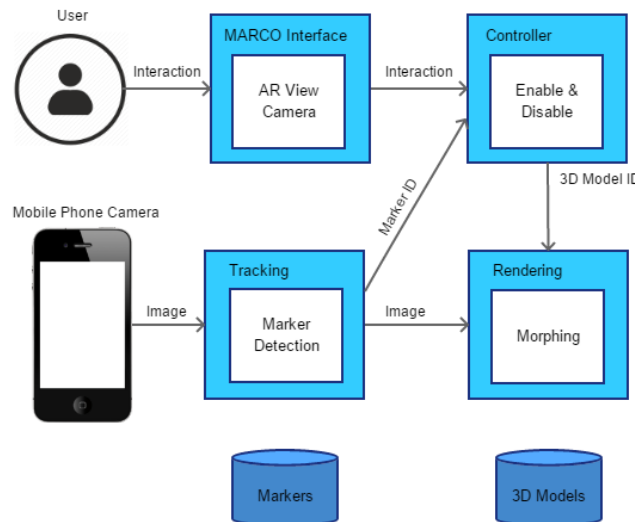 User
MARCO Interface
Controller
Interaction
AR View
Camera
Interaction
Enable &
Disable
Marker ID
3D Model ID
Mobile Phone Camera
Tracking
Rendering
Image
Marker
Detection
Image
Morphing
Markers
3D Models